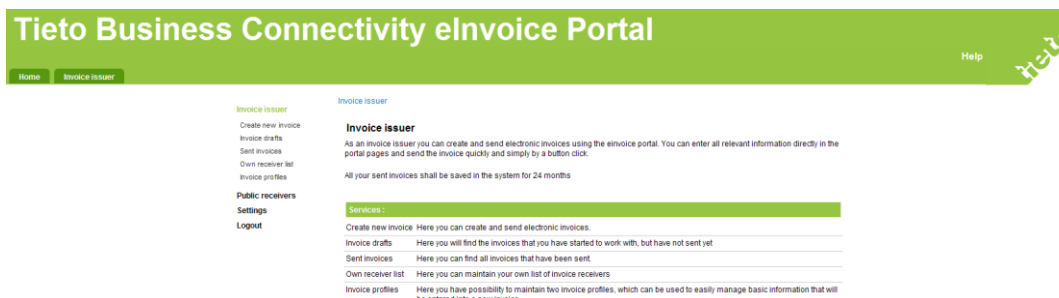 Tieto Business Connectivity eInvoice Portal
Help
Home
Invoice issuer
Invoice issuer
Create new invoice
Invoice drafts
Sent invoices
Own receiver list
Invoice profiles
Public receivers
Settings
Logout
Invoice issuer
Invoice issuer
As an invoice issuer you can create and send electronic invoices using the einvoice portal. You can enter all relevant information directly in the
portal pages and send the invoice quickly and simply by a button click.
All your sent invoices shall be saved in the system for 24 months
Services :
Create new invoice Here you can create and send electronic invoices.
Invoice drafts Here you will find the invoices that you have started to work with, but have not sent yet
Sent invoices Here you can find all invoices that have been sent.
Own receiver list Here you can maintain your own list of invoice receivers
Invoice profiles Here you have possibility to maintain two invoice profiles, which can be used to easily manage basic information that will
be entered into a new invoice